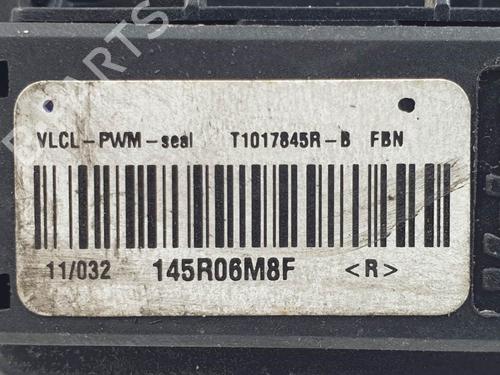 VLCL-PWM-seal T1017845R-B FBN
11/032 145R06M8F <R>